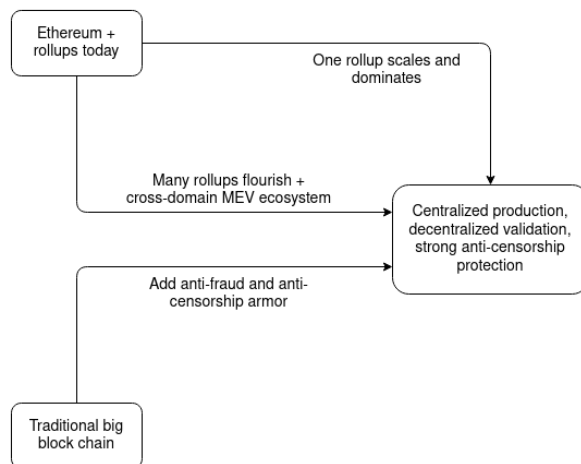 Ethereum +
rollups today
One rollup scales and
dominates
Many rollups flourish +
cross-domain MEV ecosystem
Centralized production,
decentralized validation,
strong anti-censorship
protection
Add anti-fraud and anti-
censorship armor
Traditional big
block chain